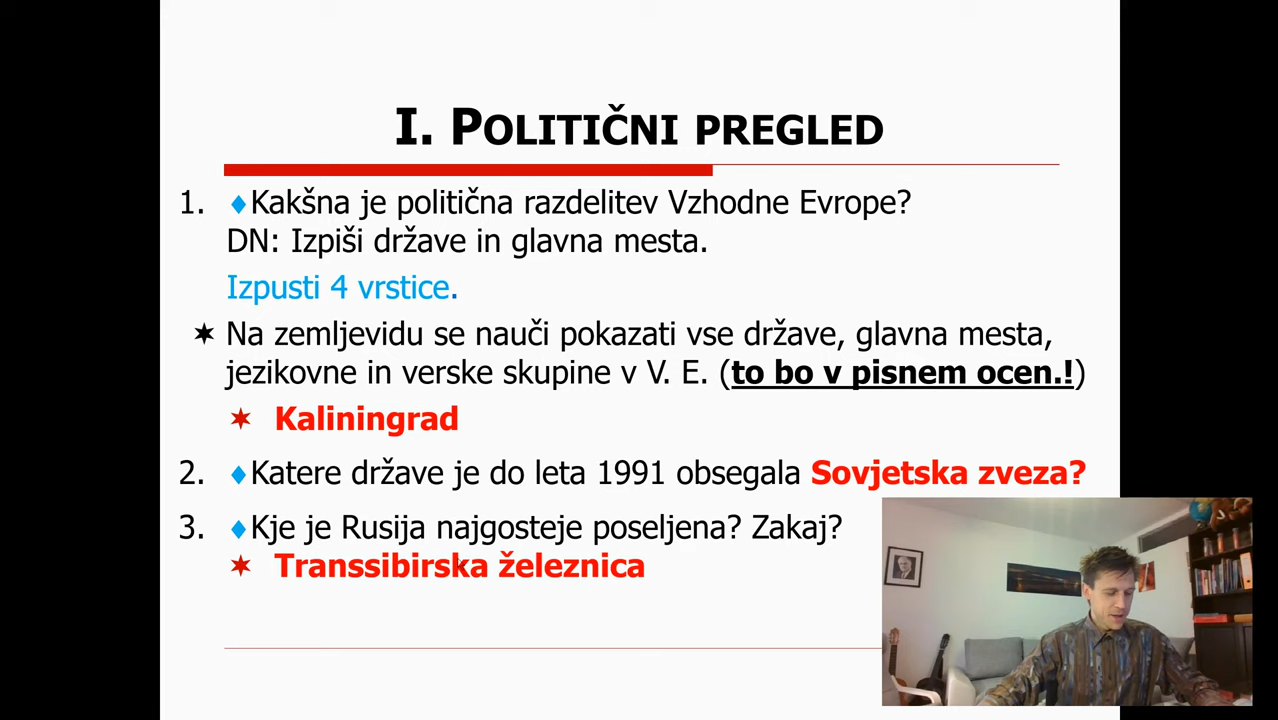 I. POLITIČNI PREGLED
1. ♦Kakšna je politična razdelitev Vzhodne Evrope?
DN: Izpiši države in glavna mesta.
Izpusti 4 vrstice.
✶ Na zemljevidu se nauči pokazati vse države, glavna mesta,
jezikovne in verske skupine v V. E. (to bo v pisnem ocen.!)
✶ Kaliningrad
2. ♦Katere države je do leta 1991 obsegala Sovjetska zveza?
3. ♦Kje je Rusija najgosteje poseljena? Zakaj?
✶ Transsibirska železnica